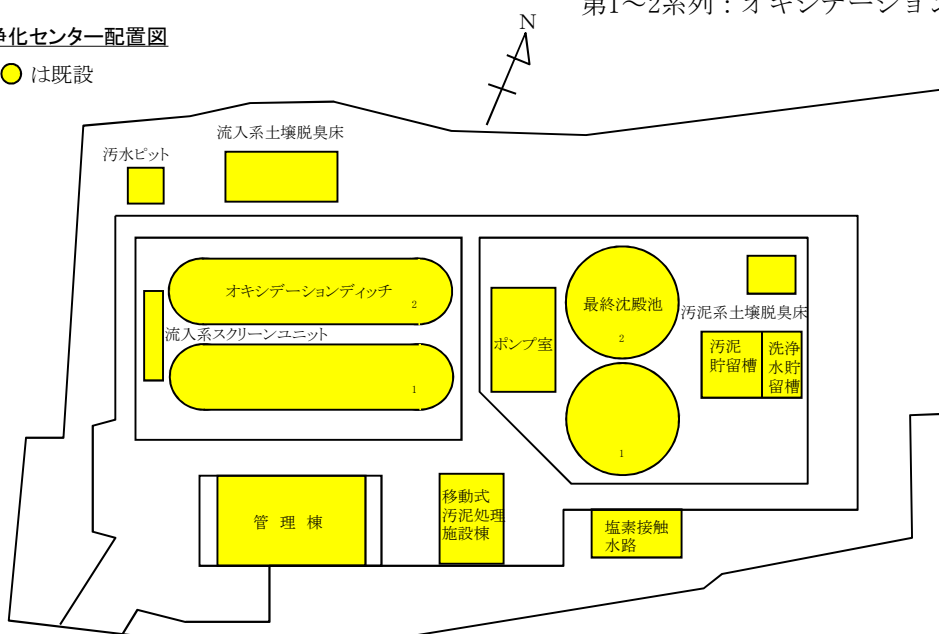 第1～2系列：オキシデーション
浄化センター配置図
は既設
N
流入系土壌脱臭床
汚水ピット
オキシデーションディッチ
2
流入系スクリーンユニット
1
ポンプ室
最終沈殿池
2
1
汚泥系土壌脱臭床
汚泥
貯留槽
洗浄
水貯
留槽
管 理 棟
移動式
汚泥処理
施設棟
塩素接触
水路